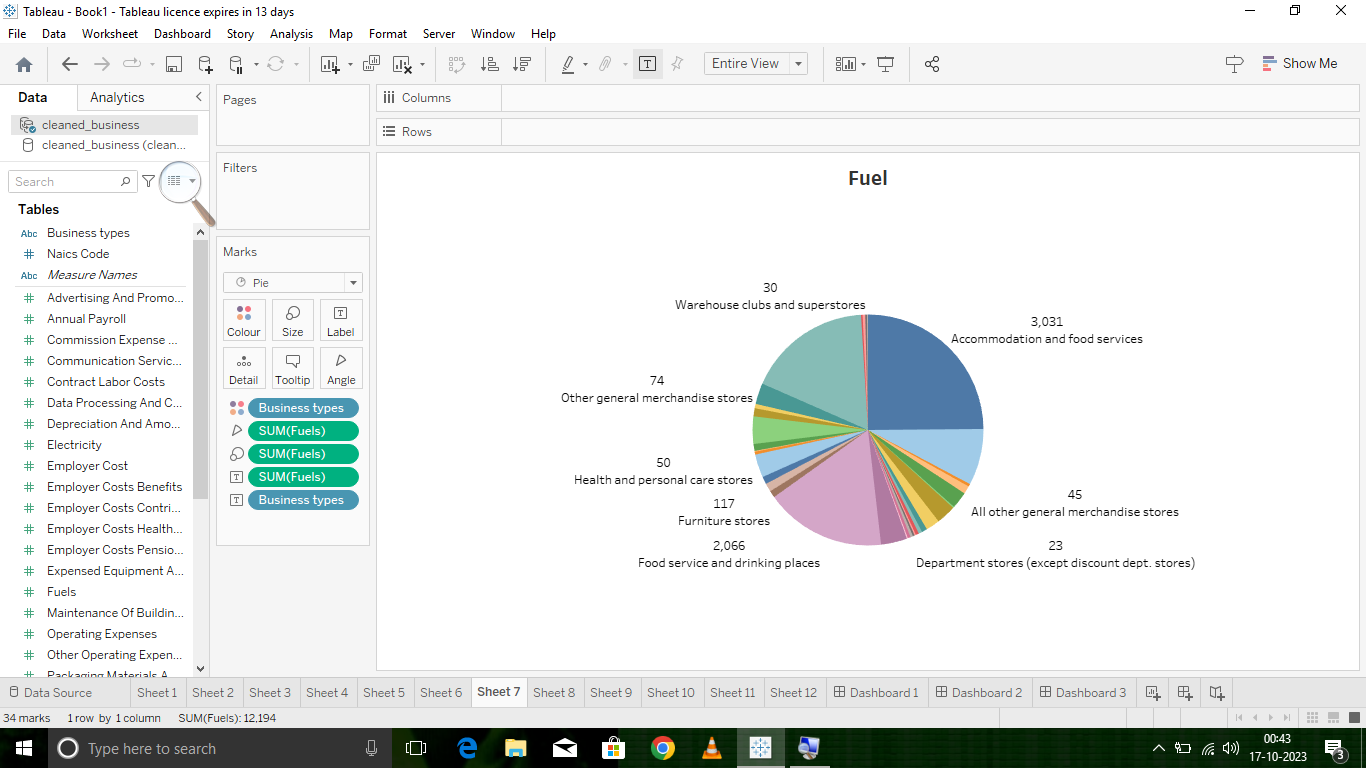 Tableau - Book1 - Tableau licence expires in 13 days
File Data Worksheet Dashboard Story Analysis Map Format Server Window Help
Entire View
Show Me
Data Analytics
Pages
Columns
cleaned_business
cleaned_business (clean...
Rows
Filters
Search
Fuel
Tables
Abc Business types
# Naics Code
Abc Measure Names
# Advertising And Promo...
# Annual Payroll
# Commission Expense ...
# Communication Servic...
# Contract Labor Costs
# Data Processing And C...
# Depreciation And Amo...
# Electricity
# Employer Cost
# Employer Costs Benefits
# Employer Costs Contri...
# Employer Costs Health...
# Employer Costs Pensio...
# Expensed Equipment A...
# Fuels
# Maintenance Of Buildin...
# Operating Expenses
# Other Operating Expen...
# Packaging Materials A...
Marks
Pie
Colour Size Label
Detail Tooltip Angle
Business types
SUM(Fuels)
SUM(Fuels)
SUM(Fuels)
Business types
30
Warehouse clubs and superstores
3,031
Accommodation and food services
74
Other general merchandise stores
50
Health and personal care stores
45
All other general merchandise stores
117
Furniture stores
2,066
Food service and drinking places
23
Department stores (except discount dept. stores)
Data Source Sheet 1 Sheet 2 Sheet 3 Sheet 4 Sheet 5 Sheet 6 Sheet 7 Sheet 8 Sheet 9 Sheet 10 Sheet 11 Sheet 12 Dashboard 1 Dashboard 2 Dashboard 3
34 marks 1 row by 1 column SUM(Fuels): 12,194
Type here to search
00:43
17-10-2023
3